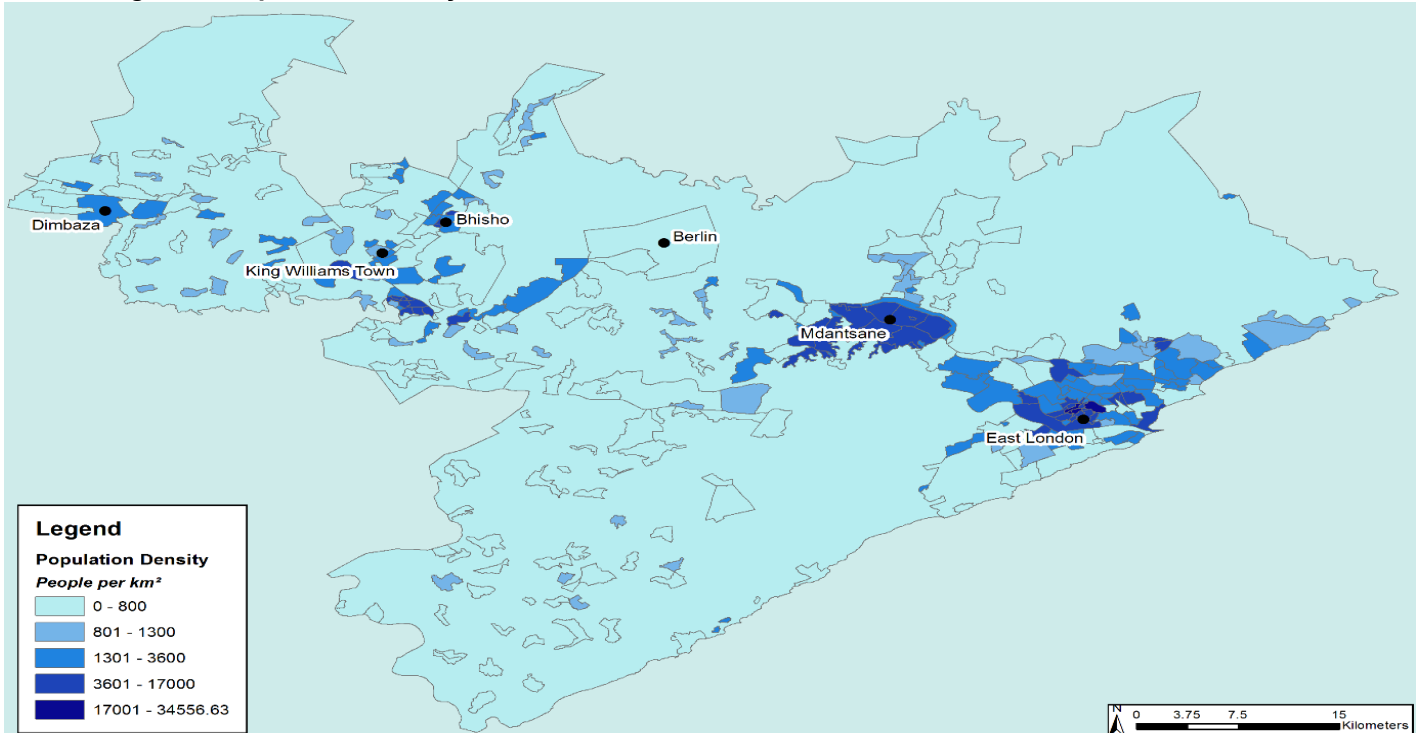 Dimbaza
Bhisho
King Williams Town
Berlin
Mdantsane
East London
Legend
Population Density
People per km²
0 - 800
801 - 1300
1301 - 3600
3601 - 17000
17001 - 34556.63
N
0 3.75 7.5 15
Kilometers